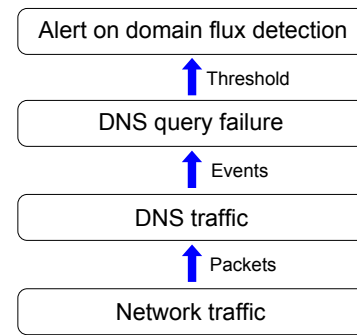 Alert on domain flux detection
Threshold
DNS query failure
Events
DNS traffic
Packets
Network traffic